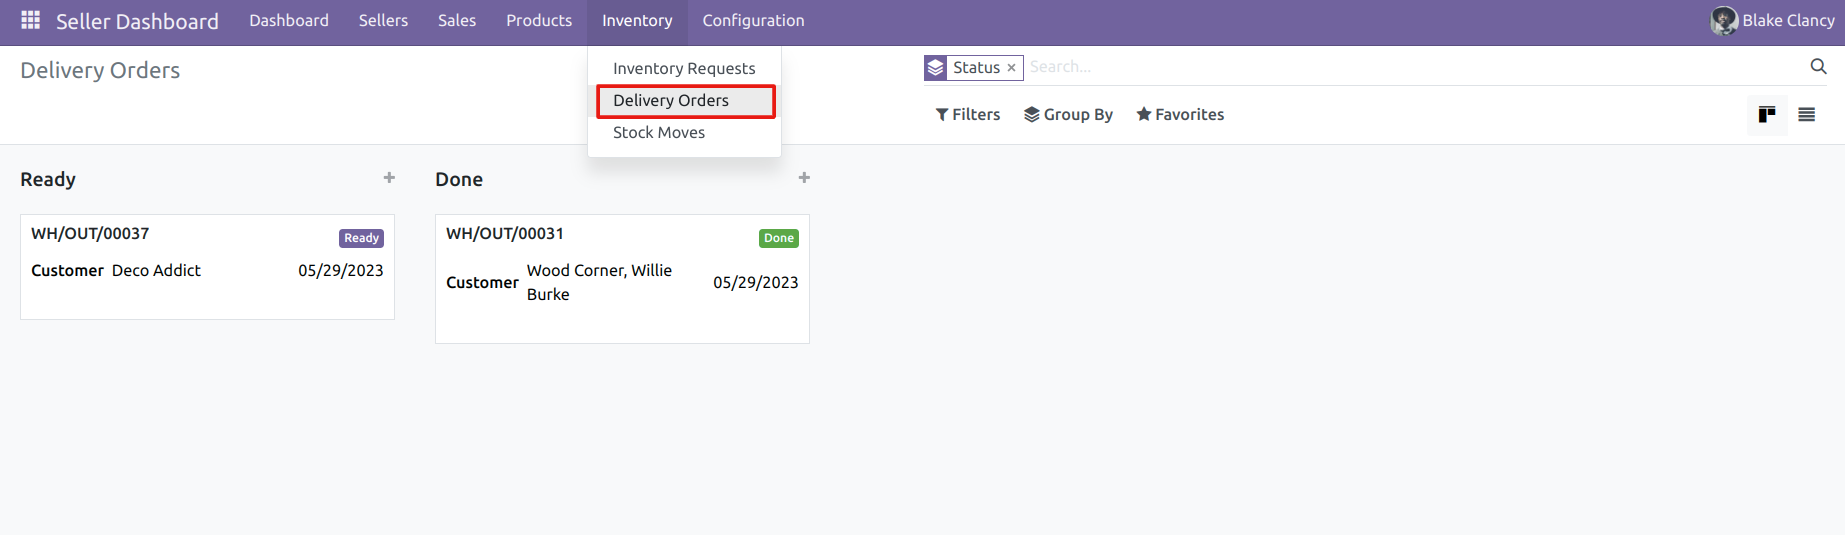 Seller Dashboard Dashboard Sellers Sales Products Inventory Configuration Blake Clancy
Delivery Orders
Status × Search...
Inventory Requests
Delivery Orders
Stock Moves
Filters Group By Favorites
Ready +
Done +
WH/OUT/00037
Ready
Customer Deco Addict 05/29/2023
WH/OUT/00031
Done
Customer Wood Corner, Willie
Burke 05/29/2023